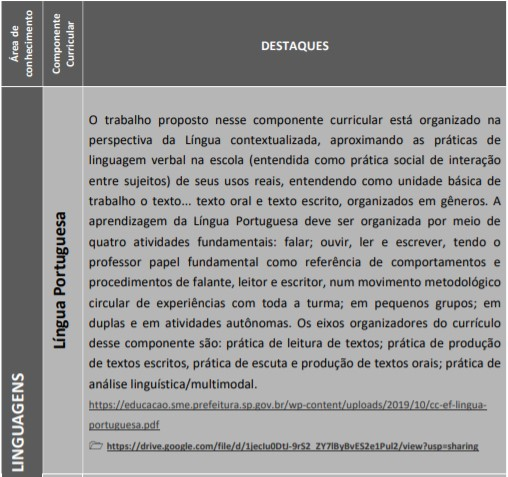 Área de
conhecimento
Componente
Curricular
DESTAQUES
LINGUAGENS
Língua Portuguesa
O trabalho proposto nesse componente curricular está organizado na
perspectiva da Língua contextualizada, aproximando as práticas de
linguagem verbal na escola (entendida como prática social de interação
entre sujeitos) de seus usos reais, entendendo como unidade básica de
trabalho o texto... texto oral e texto escrito, organizados em gêneros. A
aprendizagem da Língua Portuguesa deve ser organizada por meio de
quatro atividades fundamentais: falar; ouvir, ler e escrever, tendo o
professor papel fundamental como referência de comportamentos e
procedimentos de falante, leitor e escritor, num movimento metodológico
circular de experiências com toda a turma; em pequenos grupos; em
duplas e em atividades autônomas. Os eixos organizadores do currículo
desse componente são: prática de leitura de textos; prática de produção
de textos escritos, prática de escuta e produção de textos orais; prática de
análise linguística/multimodal.
https://educacao.sme.prefeitura.sp.gov.br/wp-content/uploads/2019/10/cc-ef-lingua-
portuguesa.pdf
https://drive.google.com/file/d/1jecIu0DtJ-9rS2_ZY7lByBvES2e1Pul2/view?usp=sharing